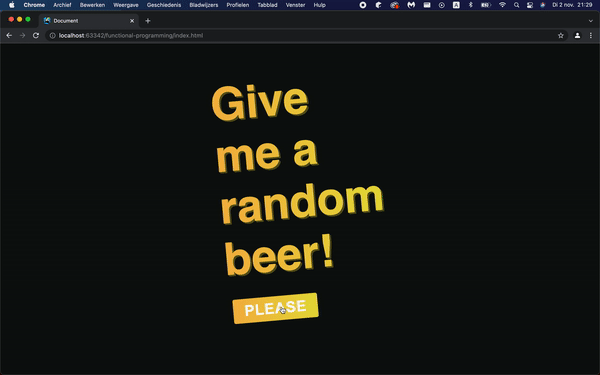 Chrome Archief Bewerken Weergave Geschiedenis Bladwijzers Profielen Tabblad Venster Hulp A Di 2 nov. 21:29
Document
localhost:63342/functional-programming/index.html
Give
me a
random
beer!
PLEASE